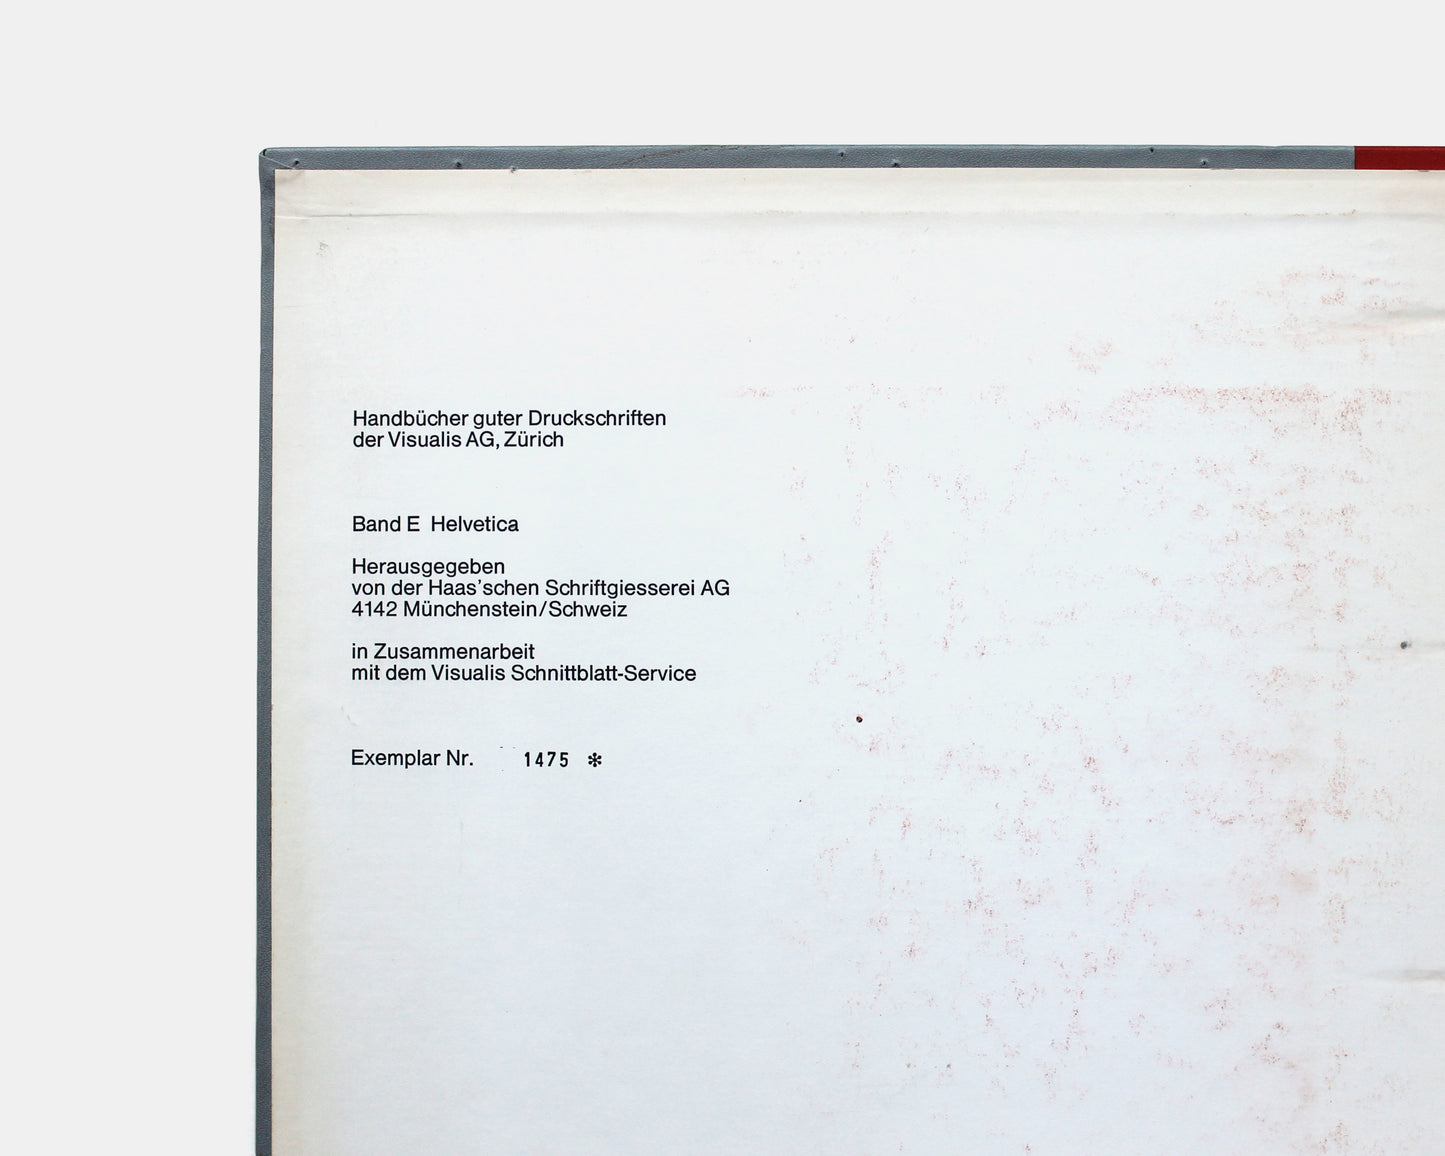 Handbücher guter Druckschriften
der Visualis AG, Zürich
Band E Helvetica
Herausgegeben
von der Haas'schen Schriftgiesserei AG
4142 Münchenstein/Schweiz
in Zusammenarbeit
mit dem Visualis Schnittblatt-Service
Exemplar Nr. 1475 ✻